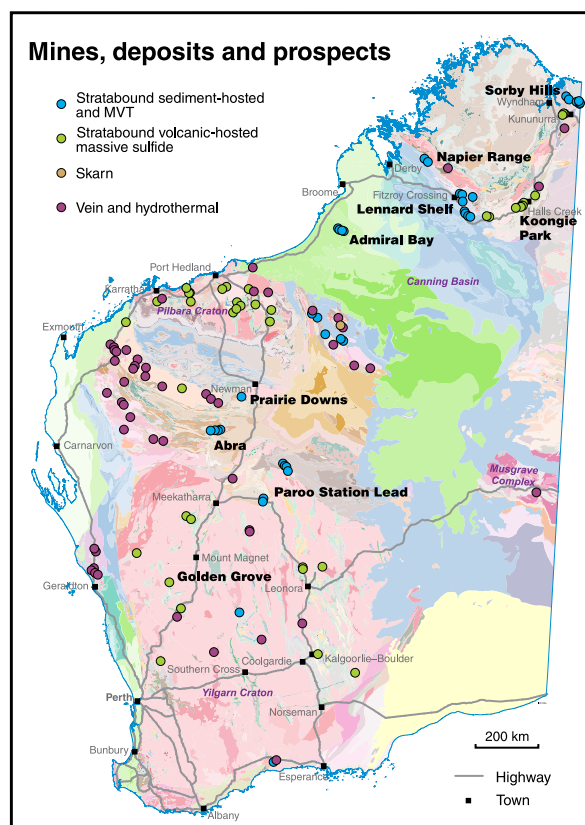 Mines, deposits and prospects
Stratabound sediment-hosted
and MVT
Stratabound volcanic-hosted
massive sulfide
Skarn
Vein and hydrothermal
Sorby Hills
Wyndham
Kununurra
Napier Range
Derby
Broome
Fitzroy Crossing
Lennard Shelf
Halls Creek
Koongie
Park
Admiral Bay
Port Hedland
Canning Basin
Karratha
Pilbara Craton
Exmouth
Newman
Prairie Downs
Carnarvon
Abra
Musgrave
Complex
Paroo Station Lead
Meekatharra
Mount Magnet
Golden Grove
Geraldton
Leonora
Kalgoorlie–Boulder
Coolgardie
Southern Cross
Yilgarn Craton
Perth
Norseman
200 km
Bunbury
Esperance
Highway
Town
Albany